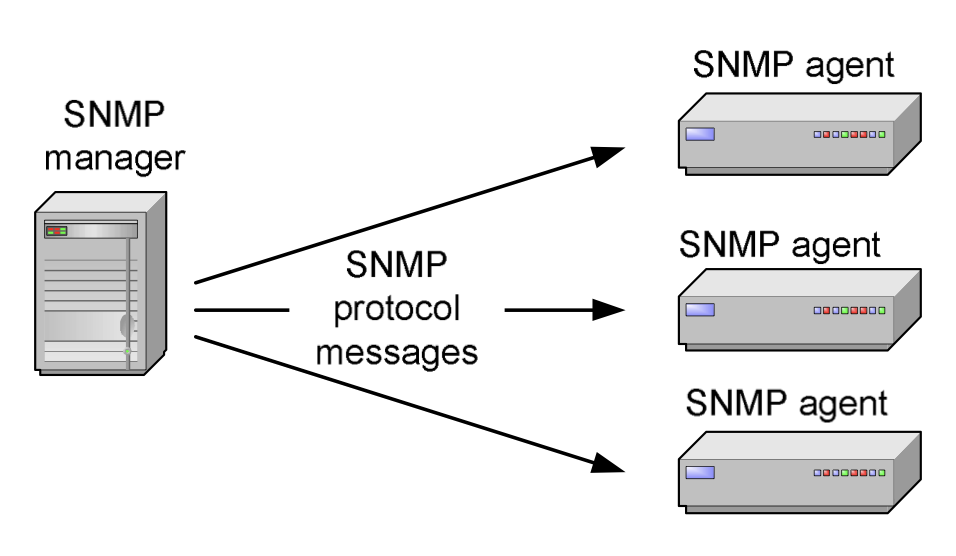 SNMP
manager
SNMP agent
SNMP
protocol
messages
SNMP agent
SNMP agent